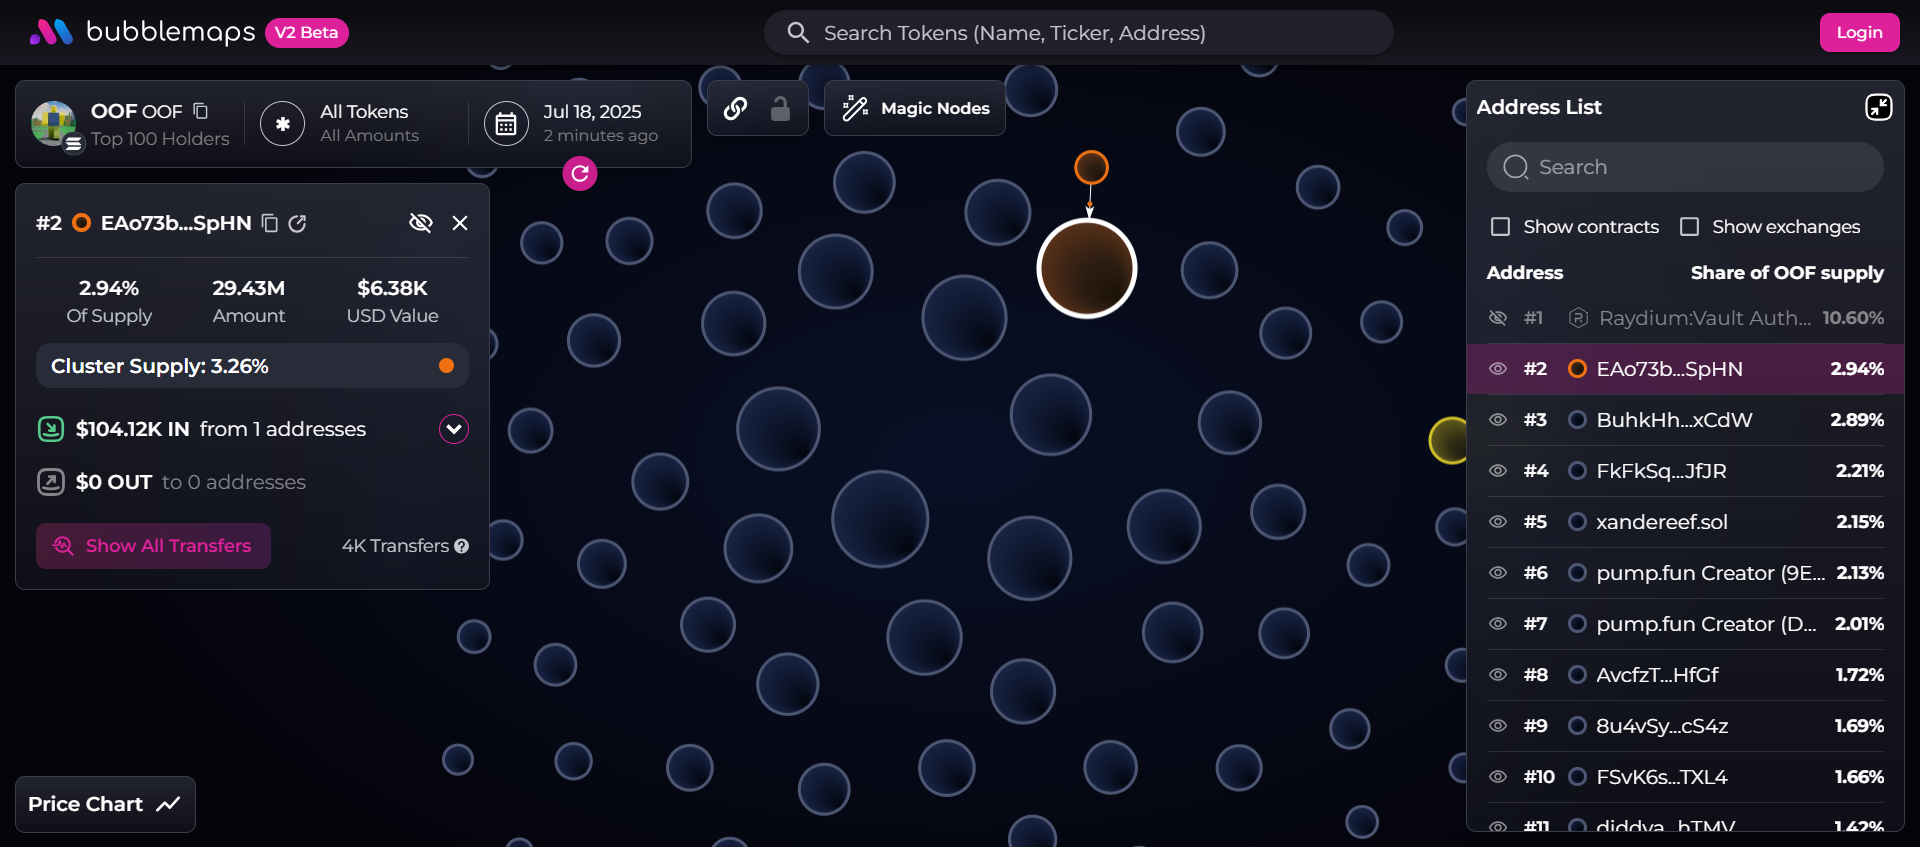 bubblemaps V2 Beta
Search Tokens (Name, Ticker, Address)
Login
OOF OOF
Top 100 Holders
All Tokens
All Amounts
Jul 18, 2025
2 minutes ago
Magic Nodes
#2 EAo73b...SpHN
2.94% 29.43M $6.38K
Of Supply Amount USD Value
Cluster Supply: 3.26%
$104.12K IN from 1 addresses
$0 OUT to 0 addresses
Show All Transfers 4K Transfers
Price Chart
Address List
Search
Show contracts Show exchanges
Address Share of OOF supply
#1 Raydium:Vault Auth... 10.60%
#2 EAo73b...SpHN 2.94%
#3 BuhkHh...xCdW 2.89%
#4 FkFkSq...JfJR 2.21%
#5 xandereef.sol 2.15%
#6 pump.fun Creator (9E... 2.13%
#7 pump.fun Creator (D... 2.01%
#8 AvcfzT...HfGf 1.72%
#9 8u4vSy...cS4z 1.69%
#10 FSvK6s...TXL4 1.66%
#11 1.42%